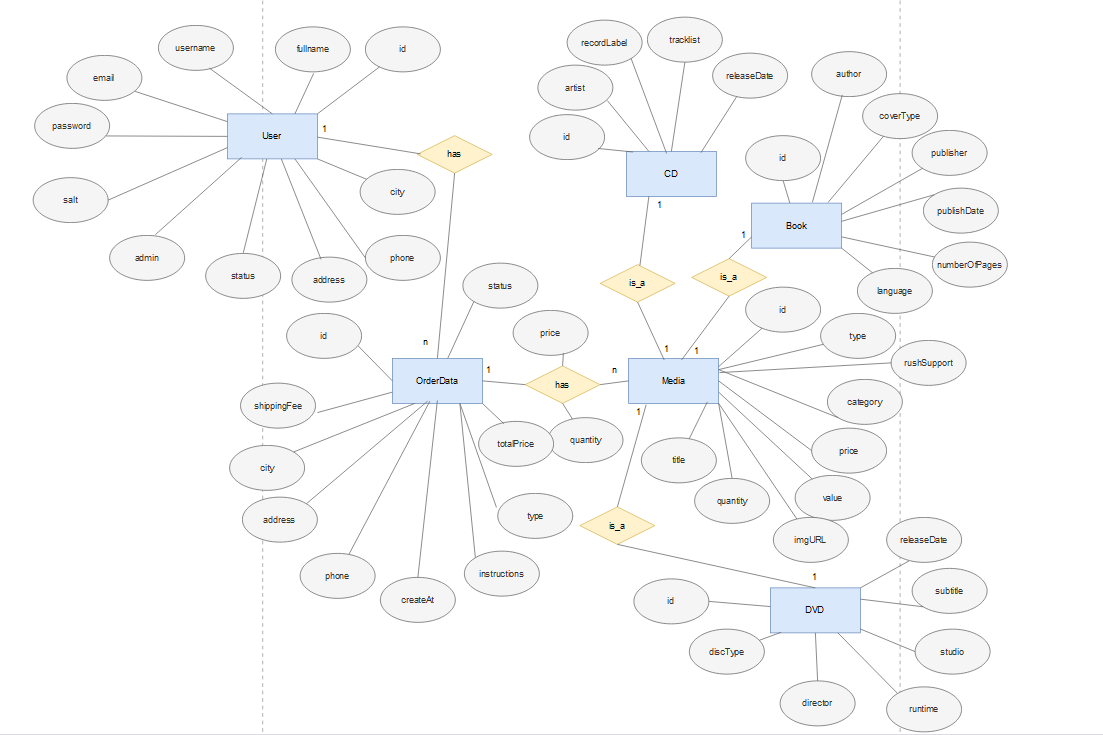 username
fullname
id
email
password
User
1
has
salt
city
admin
status
address
phone
recordLabel
tracklist
releaseDate
artist
id
CD
1
author
coverType
id
publisher
Book
publishDate
1
numberOfPages
language
is_a
is_a
status
id
price
n
OrderData
1
has
n
1
1
Media
1
id
type
rushSupport
category
price
value
imgURL
title
quantity
shippingFee
totalPrice
quantity
city
address
type
phone
instructions
createAt
is_a
1
DVD
releaseDate
subtitle
id
discType
studio
director
runtime